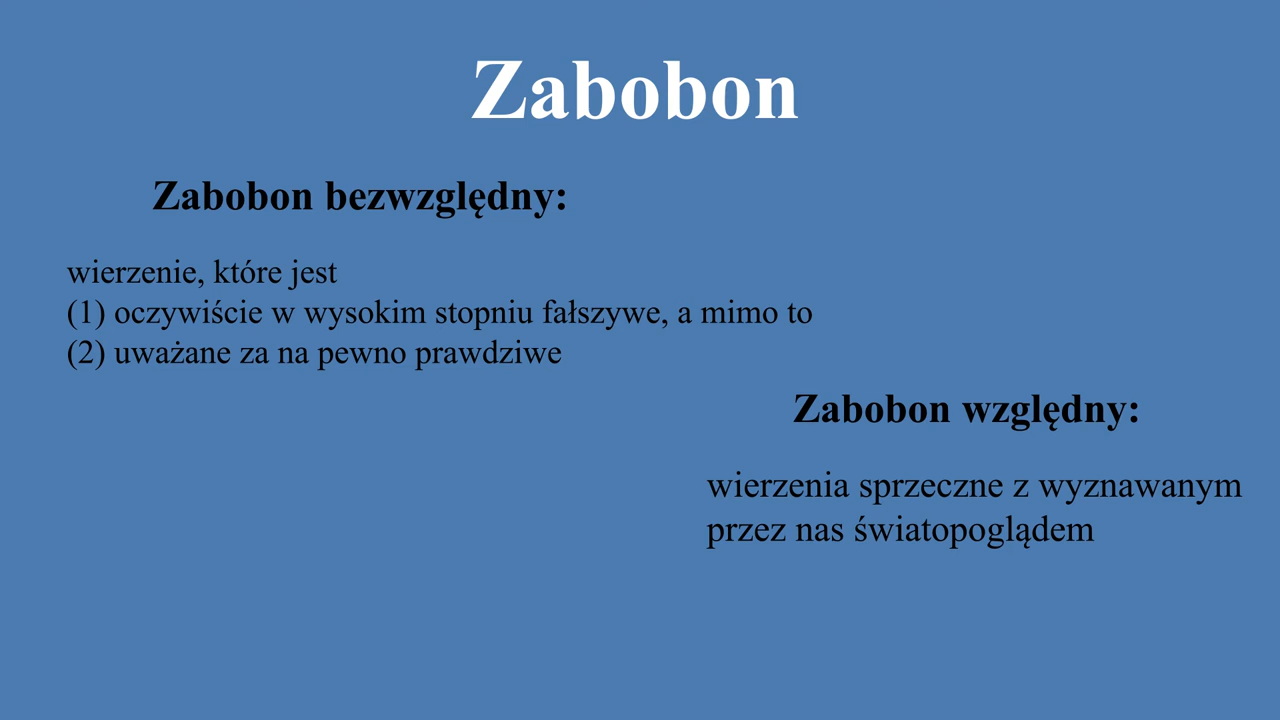 Zabobon
Zabobon bezwzględny:
wierzenie, które jest
(1) oczywiście w wysokim stopniu fałszywe, a mimo to
(2) uważane za na pewno prawdziwe
Zabobon względny:
wierzenia sprzeczne z wyznawanym
przez nas światopoglądem